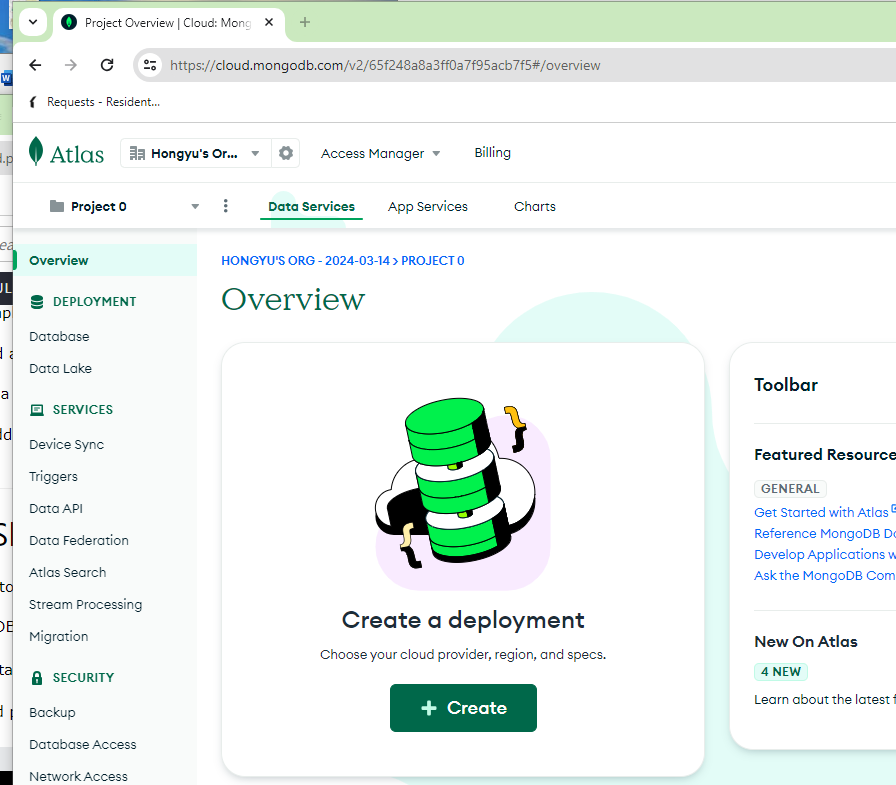 Project Overview | Cloud: Mong
https://cloud.mongodb.com/v2/65f248a8a3ff0a7f95acb7f5#/overview
Requests - Resident...
Atlas
Hongyu's Or...
Access Manager
Billing
Project 0
Data Services
App Services
Charts
Overview
DEPLOYMENT
Database
Data Lake
SERVICES
Device Sync
Triggers
Data API
Data Federation
Atlas Search
Stream Processing
Migration
SECURITY
Backup
Database Access
Network Access
HONGYU'S ORG - 2024-03-14 > PROJECT 0
Overview
Create a deployment
Choose your cloud provider, region, and specs.
+ Create
Toolbar
Featured Resource
GENERAL
Get Started with Atlas
Reference MongoDB Do
Develop Applications w
Ask the MongoDB Com
New On Atlas
4 NEW
Learn about the latest f